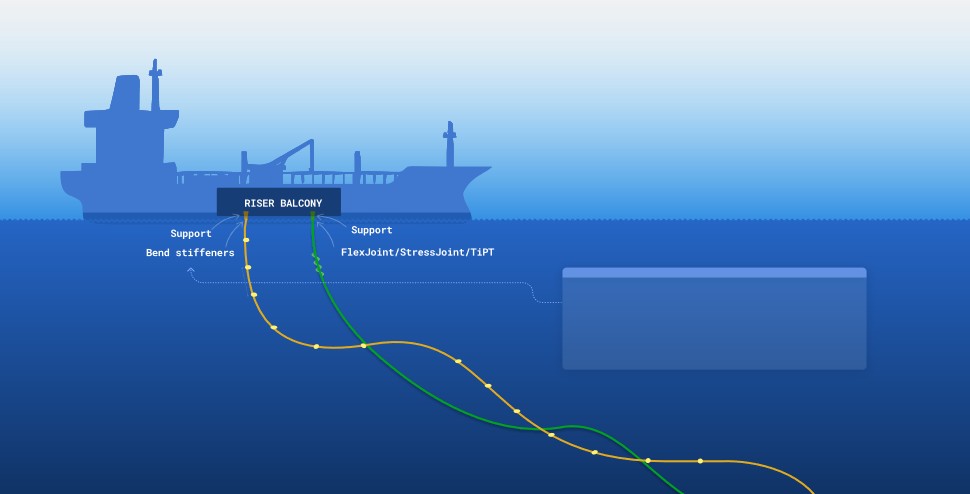 RISER BALCONY
Support
Support
Bend stiffeners
FlexJoint/StressJoint/TiPT